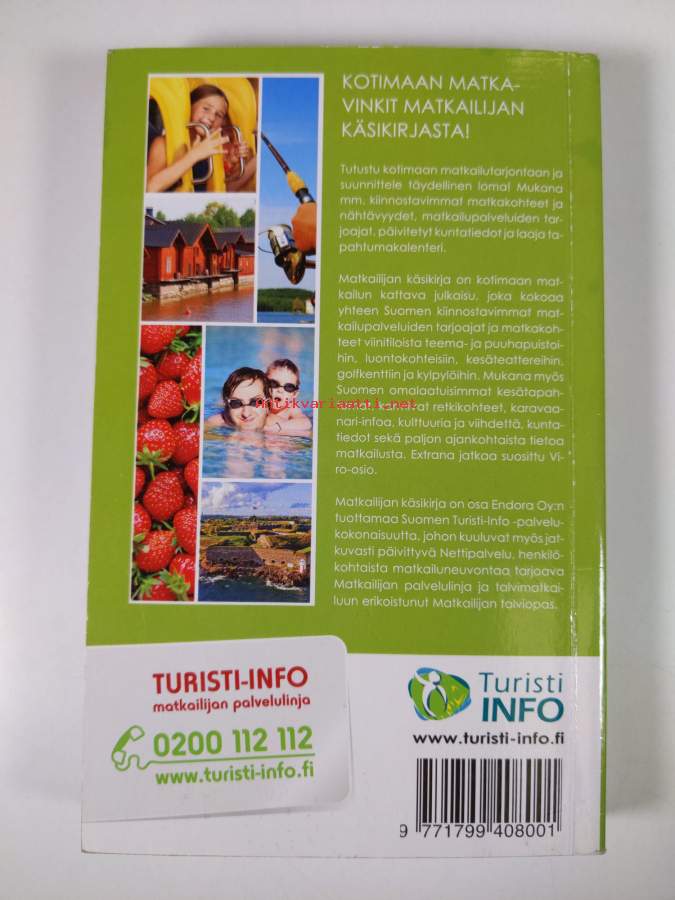 KOTIMAAN MATKA-
VINKIT MATKAILIJAN
KÄSIKIRJASTA!
Tutustu kotimaan matkailutarjontaan ja
suunnittele täydellinen loma! Mukana
mm. kiinnostavimmat matkakohteet ja
nähtävyydet, matkailupalveluiden tar-
joajat, päivitetyt kuntatiedot ja laaja ta-
pahtumakalenteri.
Matkailijan käsikirja on kotimaan mat-
kailun kattava julkaisu, joka kokoaa
yhteen Suomen kiinnostavimmat mat-
kailupalveluiden tarjoajat ja matkakoh-
teet viinitiloista teema- ja puuhapuistoi-
hin, luontokohteisiin, kesäteattereihin,
golfkenttiin ja kylpylöihin. Mukana myös
Suomen omalaatuisimmat kesätapah-
retkikohteet, karavaa-
nari-infoa, kulttuuria ja viihdettä, kunta-
tiedot sekä paljon ajankohtaista tietoa
matkailusta. Extrana jatkaa suosittu Vi-
ro-osio.
Matkailijan käsikirja on osa Endora Oy:n
tuottamaa Suomen Turisti-Info -palvelu-
kokonaisuutta, johon kuuluvat myös jat-
kuvasti päivittyvä Nettipalvelu, henkilö-
kohtaista matkailuneuvontaa tarjoava
Matkailijan palvelulinja ja talvimatkai-
luun erikoistunut Matkailijan talviopas.
Antikvariaatti.net
TURISTI-INFO
matkailijan palvelulinja
0200 112 112
www.turisti-info.fi
Turisti
INFO
www.turisti-info.fi
9 771799 408001